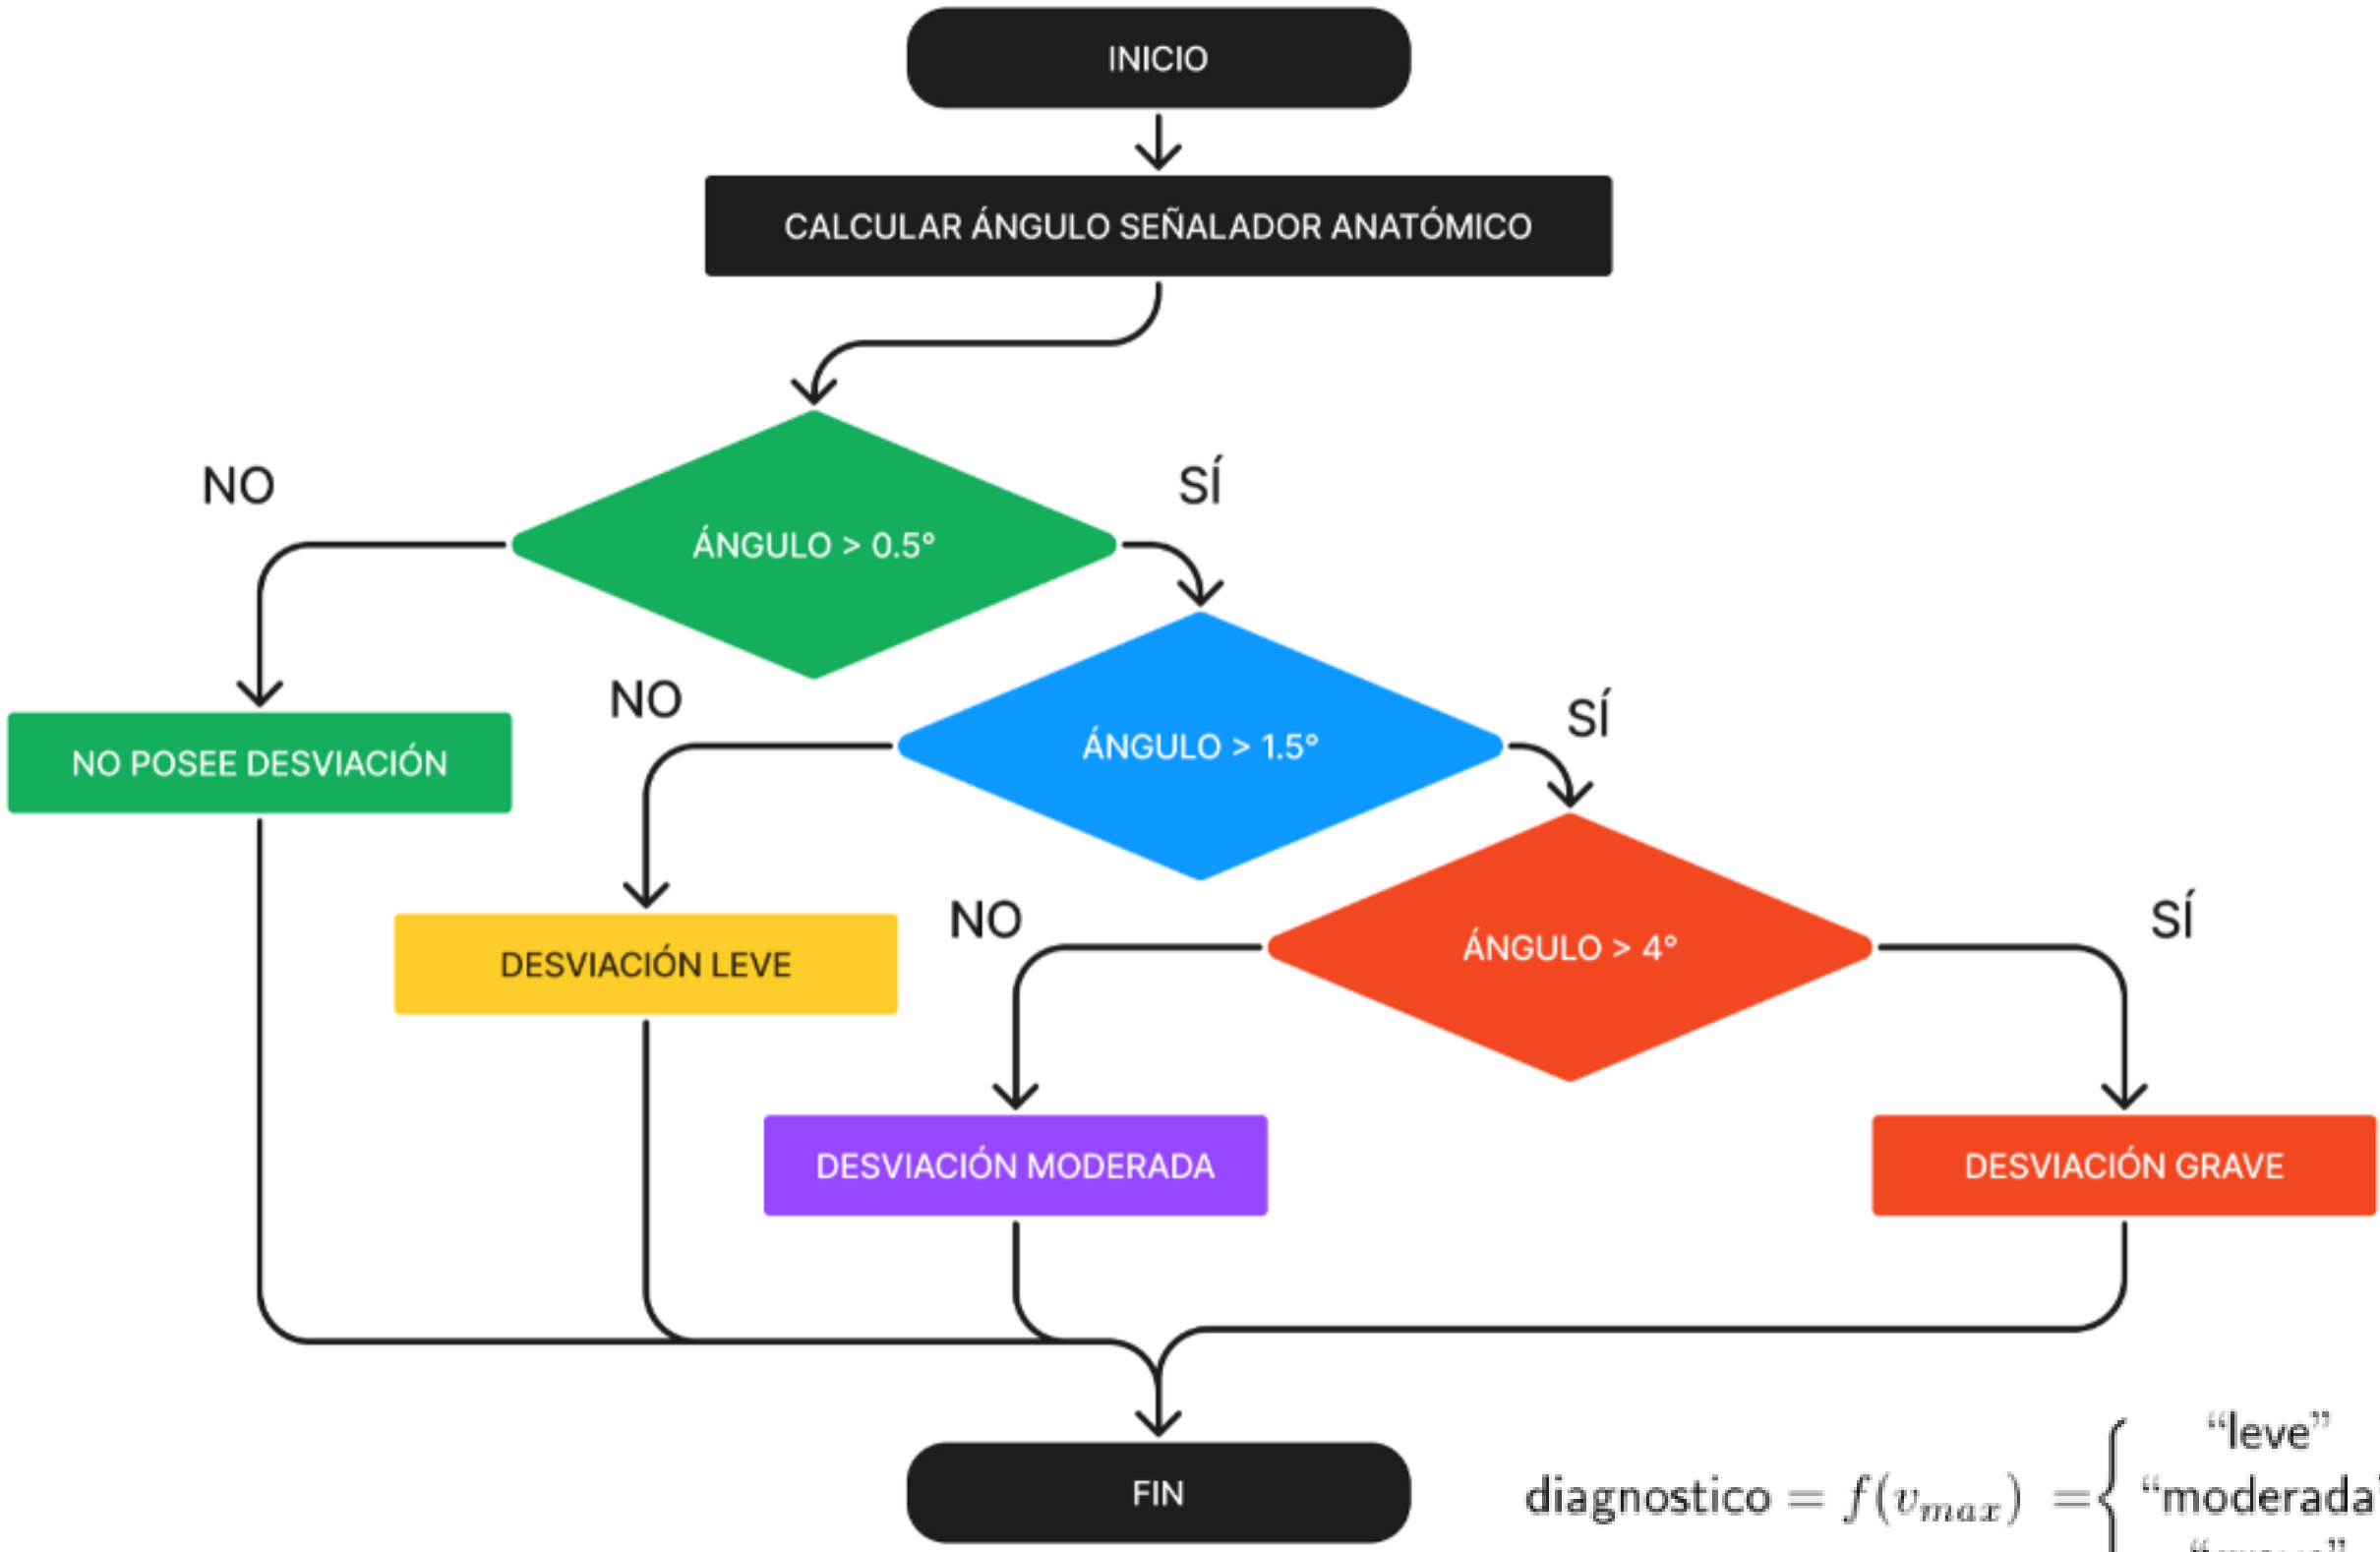 INICIO
CALCULAR ÁNGULO SEÑALADOR ANATÓMICO
NO
SÍ
ÁNGULO > 0.5°
NO
SÍ
ÁNGULO > 1.5°
NO POSEE DESVIACIÓN
NO
SÍ
ÁNGULO > 4°
DESVIACIÓN LEVE
DESVIACIÓN MODERADA
DESVIACIÓN GRAVE
FIN
“leve”
diagnostico = f(v_max) = { “moderada”